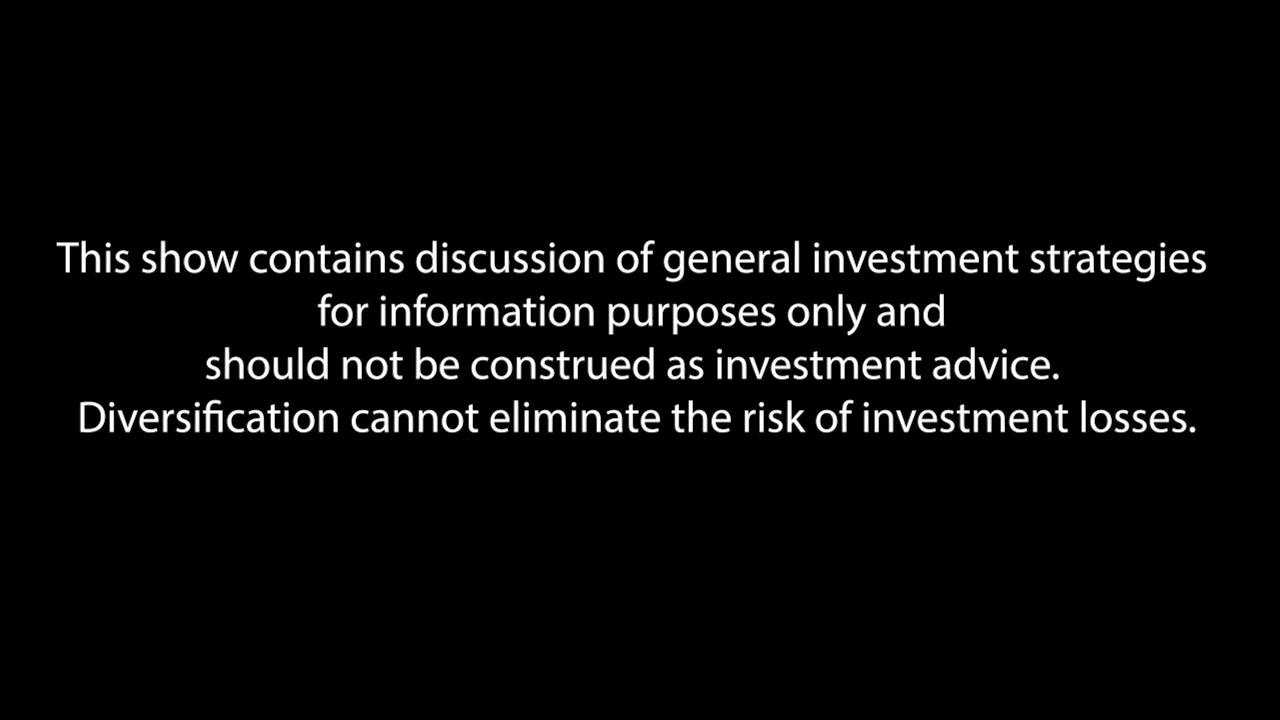 This show contains discussion of general investment strategies
for information purposes only and
should not be construed as investment advice.
Diversification cannot eliminate the risk of investment losses.